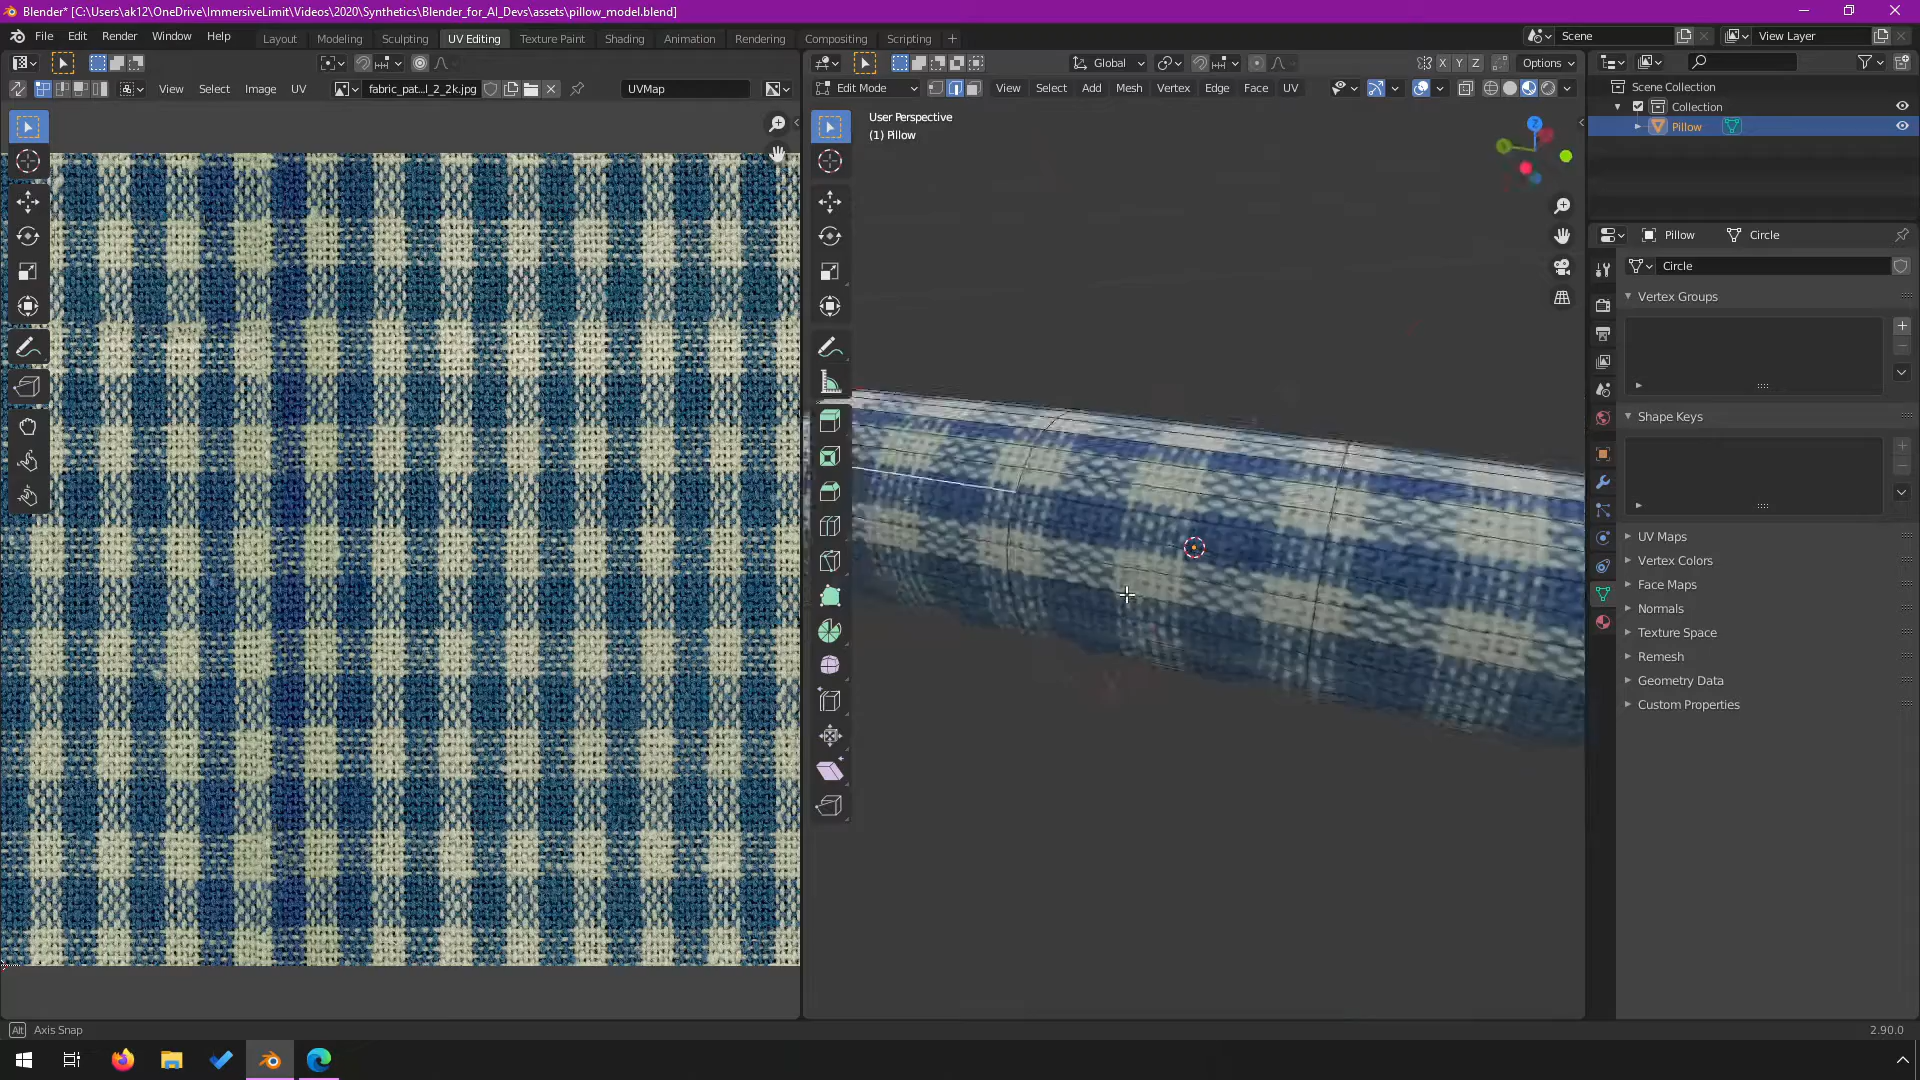 Blender* [C:\Users\ak12\OneDrive\ImmersiveLimit\Videos\2020\Synthetics\Blender_for_AI_Devs\assets\pillow_model.blend]
File Edit Render Window Help Layout Modeling Sculpting UV Editing Texture Paint Shading Animation Rendering Compositing Scripting + Scene View Layer
Global X Y Z Options
View Select Image UV fabric_pat...l_2_2k.jpg UVMap Edit Mode View Select Add Mesh Vertex Edge Face UV
Scene Collection
Collection
Pillow
User Perspective
(1) Pillow
Z
Pillow Circle
Circle
Vertex Groups
Shape Keys
UV Maps
Vertex Colors
Face Maps
Normals
Texture Space
Remesh
Geometry Data
Custom Properties
Alt Axis Snap 2.90.0